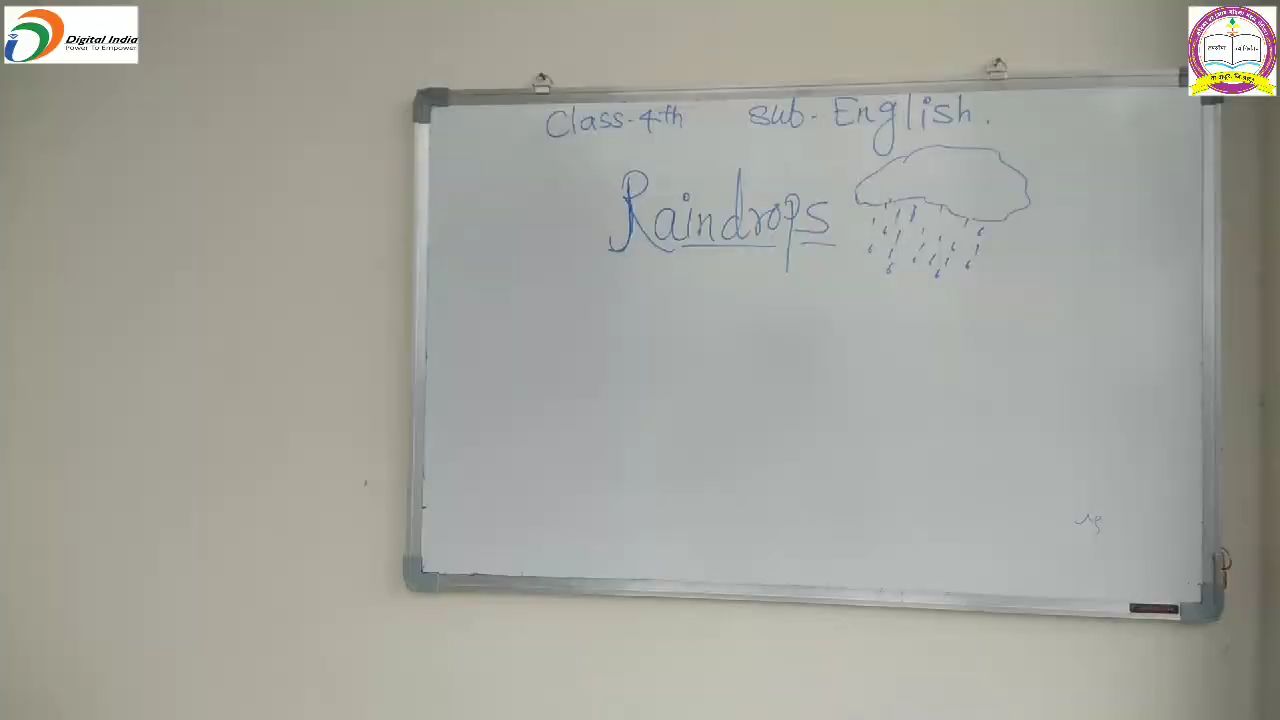 Digital India
Power To Empower
Class-4th sub- English.
Raindrops